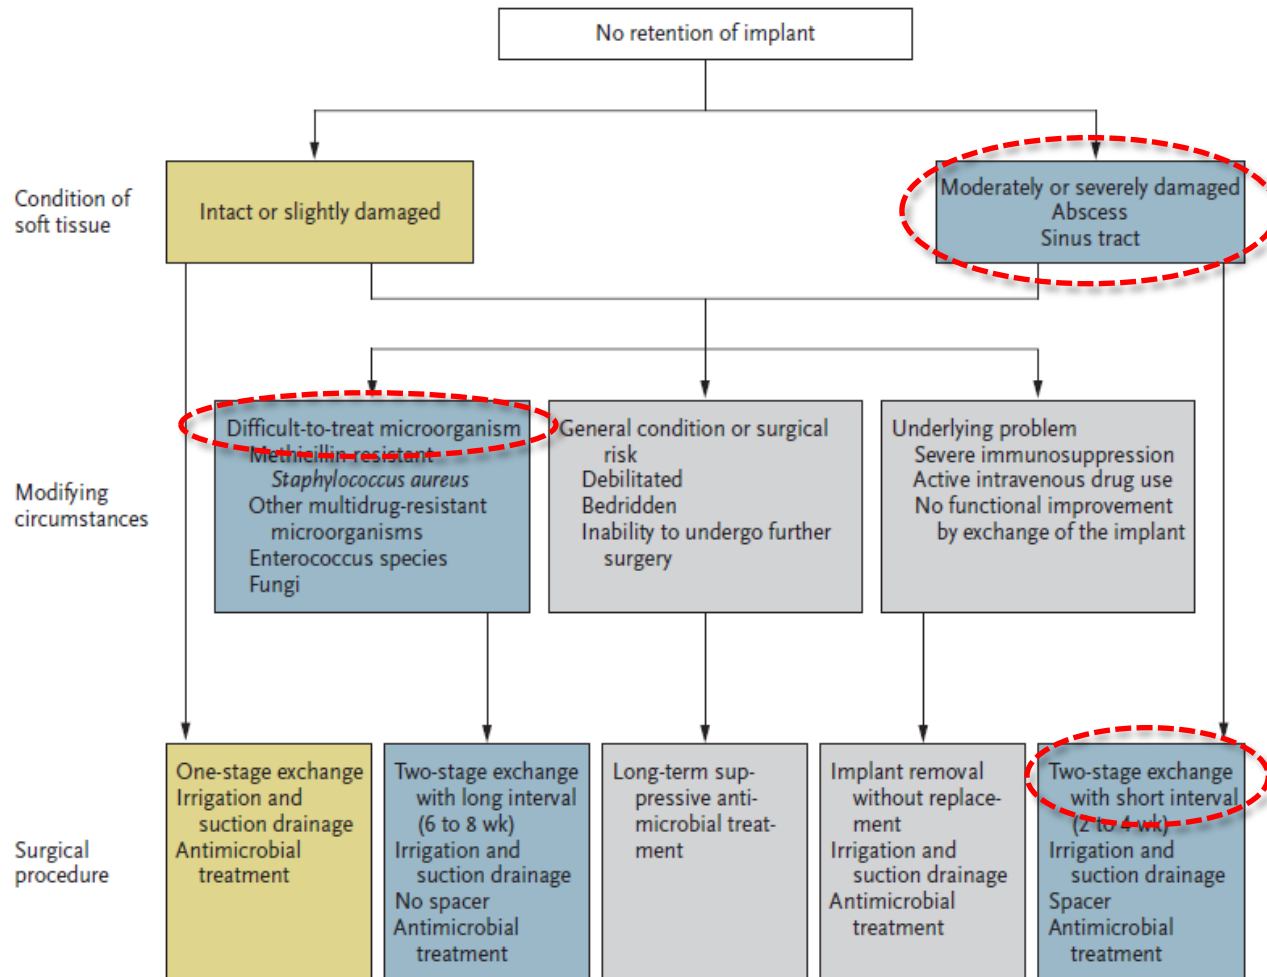 No retention of implant
Condition of
soft tissue
Intact or slightly damaged
Moderately or severely damaged
Abscess
Sinus tract
Modifying
circumstances
Difficult-to-treat microorganism
Methicillin-resistant
Staphylococcus aureus
Other multidrug-resistant
microorganisms
Enterococcus species
Fungi
General condition or surgical
risk
Debilitated
Bedridden
Inability to undergo further
surgery
Underlying problem
Severe immunosuppression
Active intravenous drug use
No functional improvement
by exchange of the implant
Surgical
procedure
One-stage exchange
Irrigation and
suction drainage
Antimicrobial
treatment
Two-stage exchange
with long interval
(6 to 8 wk)
Irrigation and
suction drainage
No spacer
Antimicrobial
treatment
Long-term sup-
pressive anti-
microbial treat-
ment
Implant removal
without replace-
ment
Irrigation and
suction drainage
Antimicrobial
treatment
Two-stage exchange
with short interval
(2 to 4 wk)
Irrigation and
suction drainage
Spacer
Antimicrobial
treatment